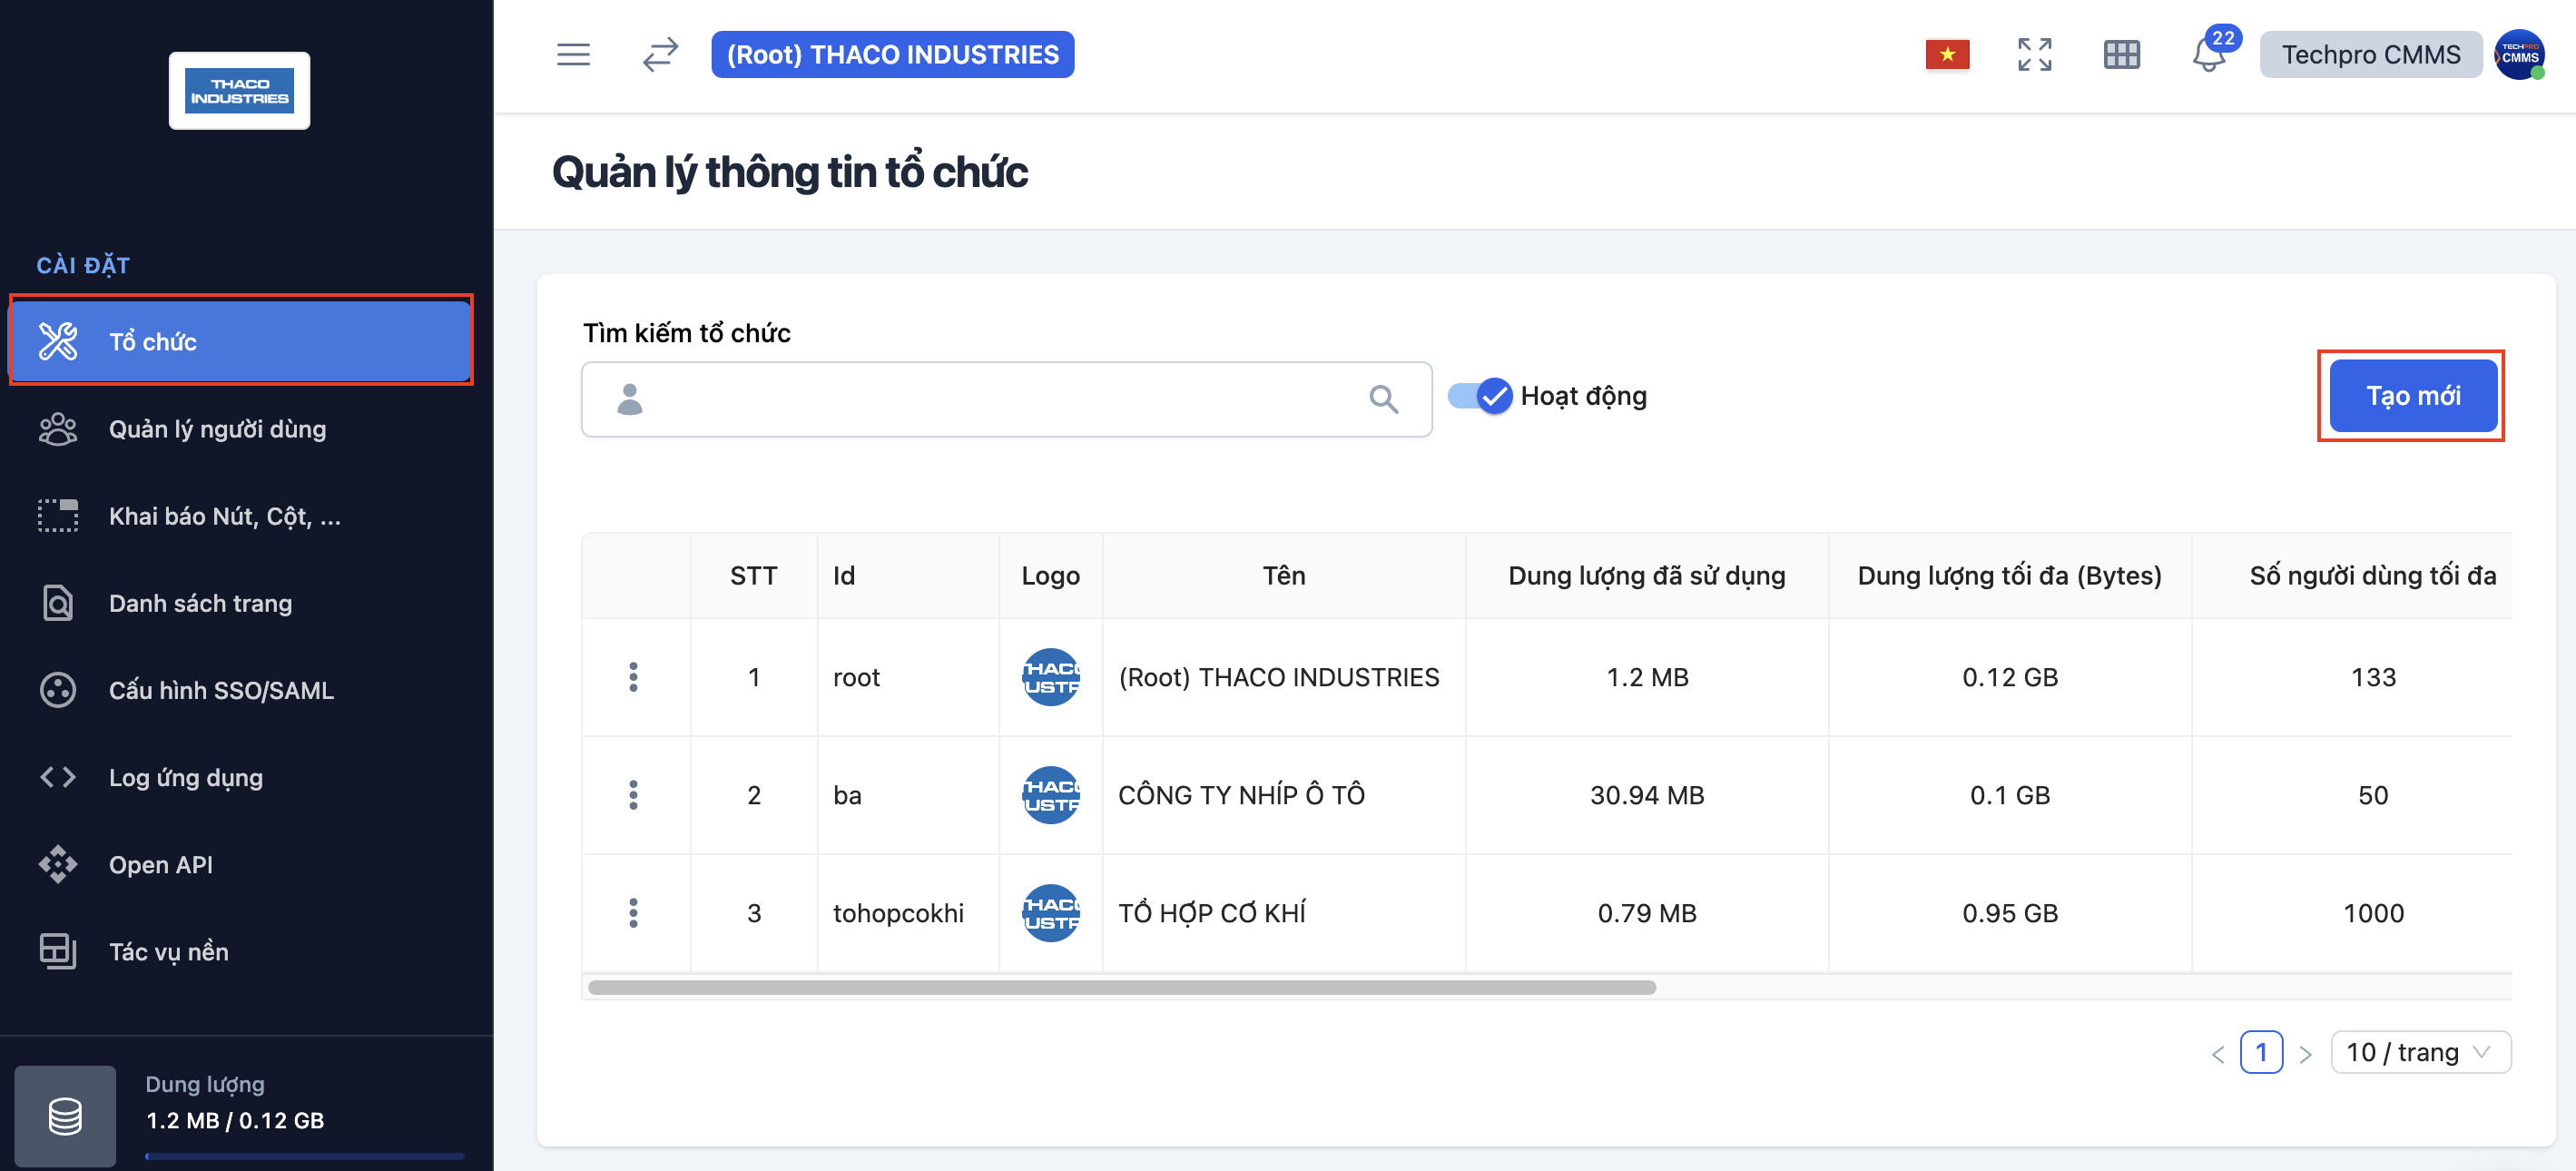 THACO
INDUSTRIES
(Root) THACO INDUSTRIES
22
Techpro CMMS
TECHPRO
CMMS
Quản lý thông tin tổ chức
CÀI ĐẶT
Tổ chức
Quản lý người dùng
Khai báo Nút, Cột, ...
Danh sách trang
Cấu hình SSO/SAML
Log ứng dụng
Open API
Tác vụ nền
Dung lượng
1.2 MB / 0.12 GB
Tìm kiếm tổ chức
Hoạt động
Tạo mới
STT Id Logo Tên Dung lượng đã sử dụng Dung lượng tối đa (Bytes) Số người dùng tối đa
1 root THACO USTR (Root) THACO INDUSTRIES 1.2 MB 0.12 GB 133
2 ba THACO USTR CÔNG TY NHÍP Ô TÔ 30.94 MB 0.1 GB 50
3 tohopcokhi THACO USTR TỔ HỢP CƠ KHÍ 0.79 MB 0.95 GB 1000
1
10 / trang